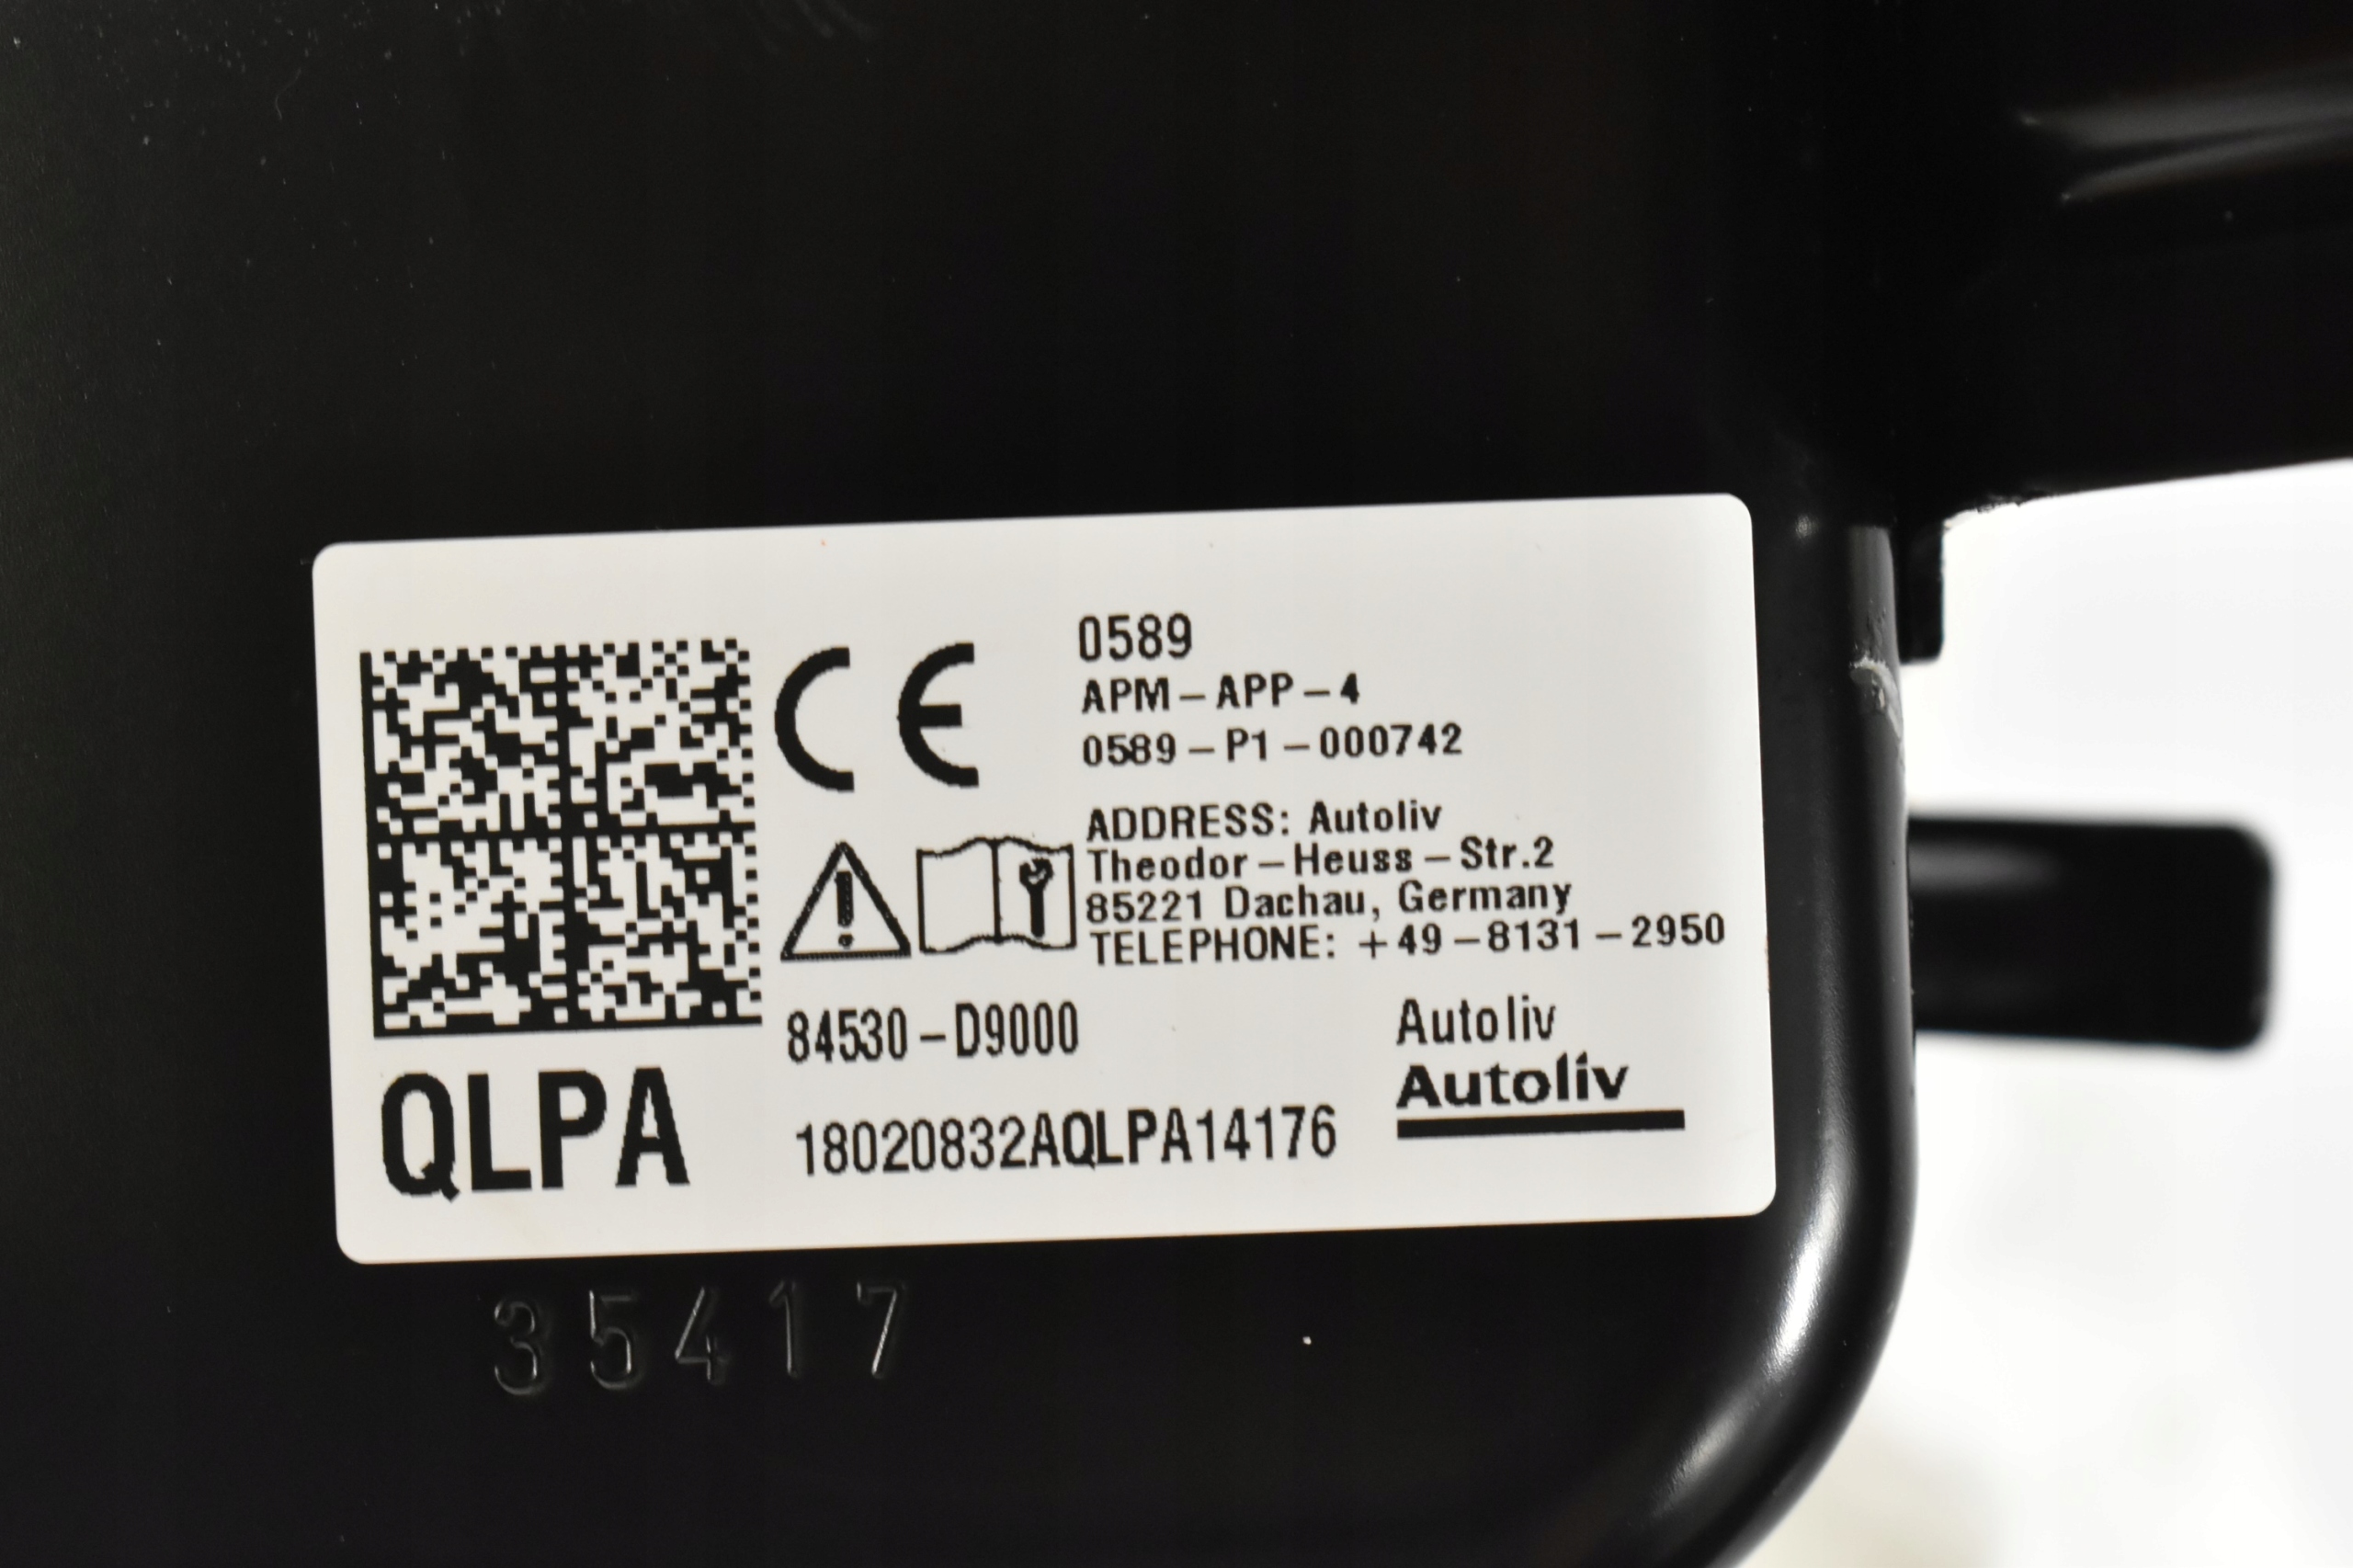 CE
0589
APM-APP-4
0589-P1-000742
ADDRESS: Autoliv
Theodor-Heuss-Str.2
85221 Dachau, Germany
TELEPHONE: +49-8131-2950
84530-D9000
Autoliv
Autoliv
QLPA
18020832AQLPA14176
35417